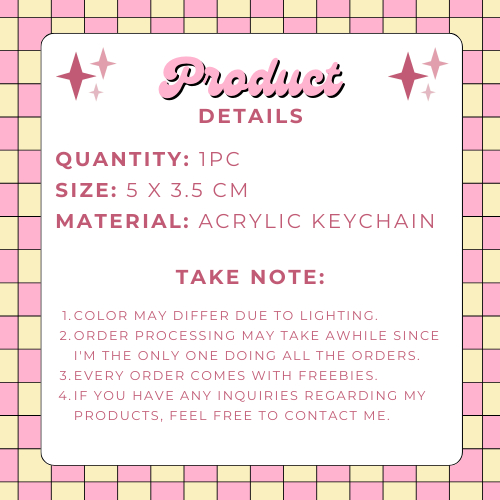 Product
DETAILS
QUANTITY: 1PC
SIZE: 5 X 3.5 CM
MATERIAL: ACRYLIC KEYCHAIN
TAKE NOTE:
1.COLOR MAY DIFFER DUE TO LIGHTING.
2.ORDER PROCESSING MAY TAKE AWHILE SINCE
I'M THE ONLY ONE DOING ALL THE ORDERS.
3.EVERY ORDER COMES WITH FREEBIES.
4.IF YOU HAVE ANY INQUIRIES REGARDING MY
PRODUCTS, FEEL FREE TO CONTACT ME.